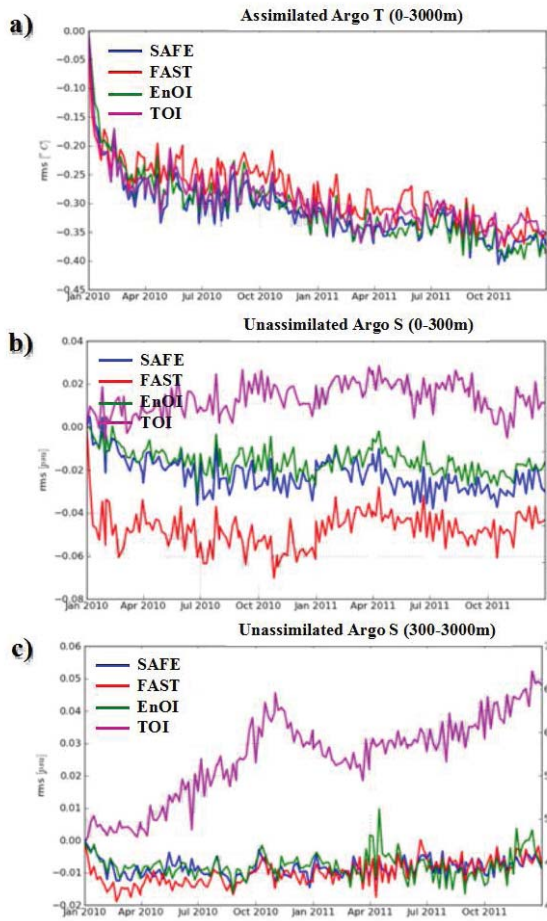 a)
Assimilated Argo T (0-3000m)
0.00
−0.05
−0.10
−0.15
−0.20
−0.25
−0.30
−0.35
−0.40
−0.45
rms [° C]
SAFE
FAST
EnOI
TOI
Jan 2010 Apr 2010 Jul 2010 Oct 2010 Jan 2011 Apr 2011 Jul 2011 Oct 2011
b)
Unassimilated Argo S (0-300m)
0.04
0.02
0.00
−0.02
−0.04
−0.06
−0.08
rms [psu]
SAFE
FAST
EnOI
TOI
Jan 2010 Apr 2010 Jul 2010 Oct 2010 Jan 2011 Apr 2011 Jul 2011 Oct 2011
c)
Unassimilated Argo S (300-3000m)
0.06
0.05
0.04
0.03
0.02
0.01
0.00
−0.01
−0.02
rms [psu]
SAFE
FAST
EnOI
TOI
Jan 2010 Apr 2010 Jul 2010 Oct 2010 Jan 2011 Apr 2011 Jul 2011 Oct 2011